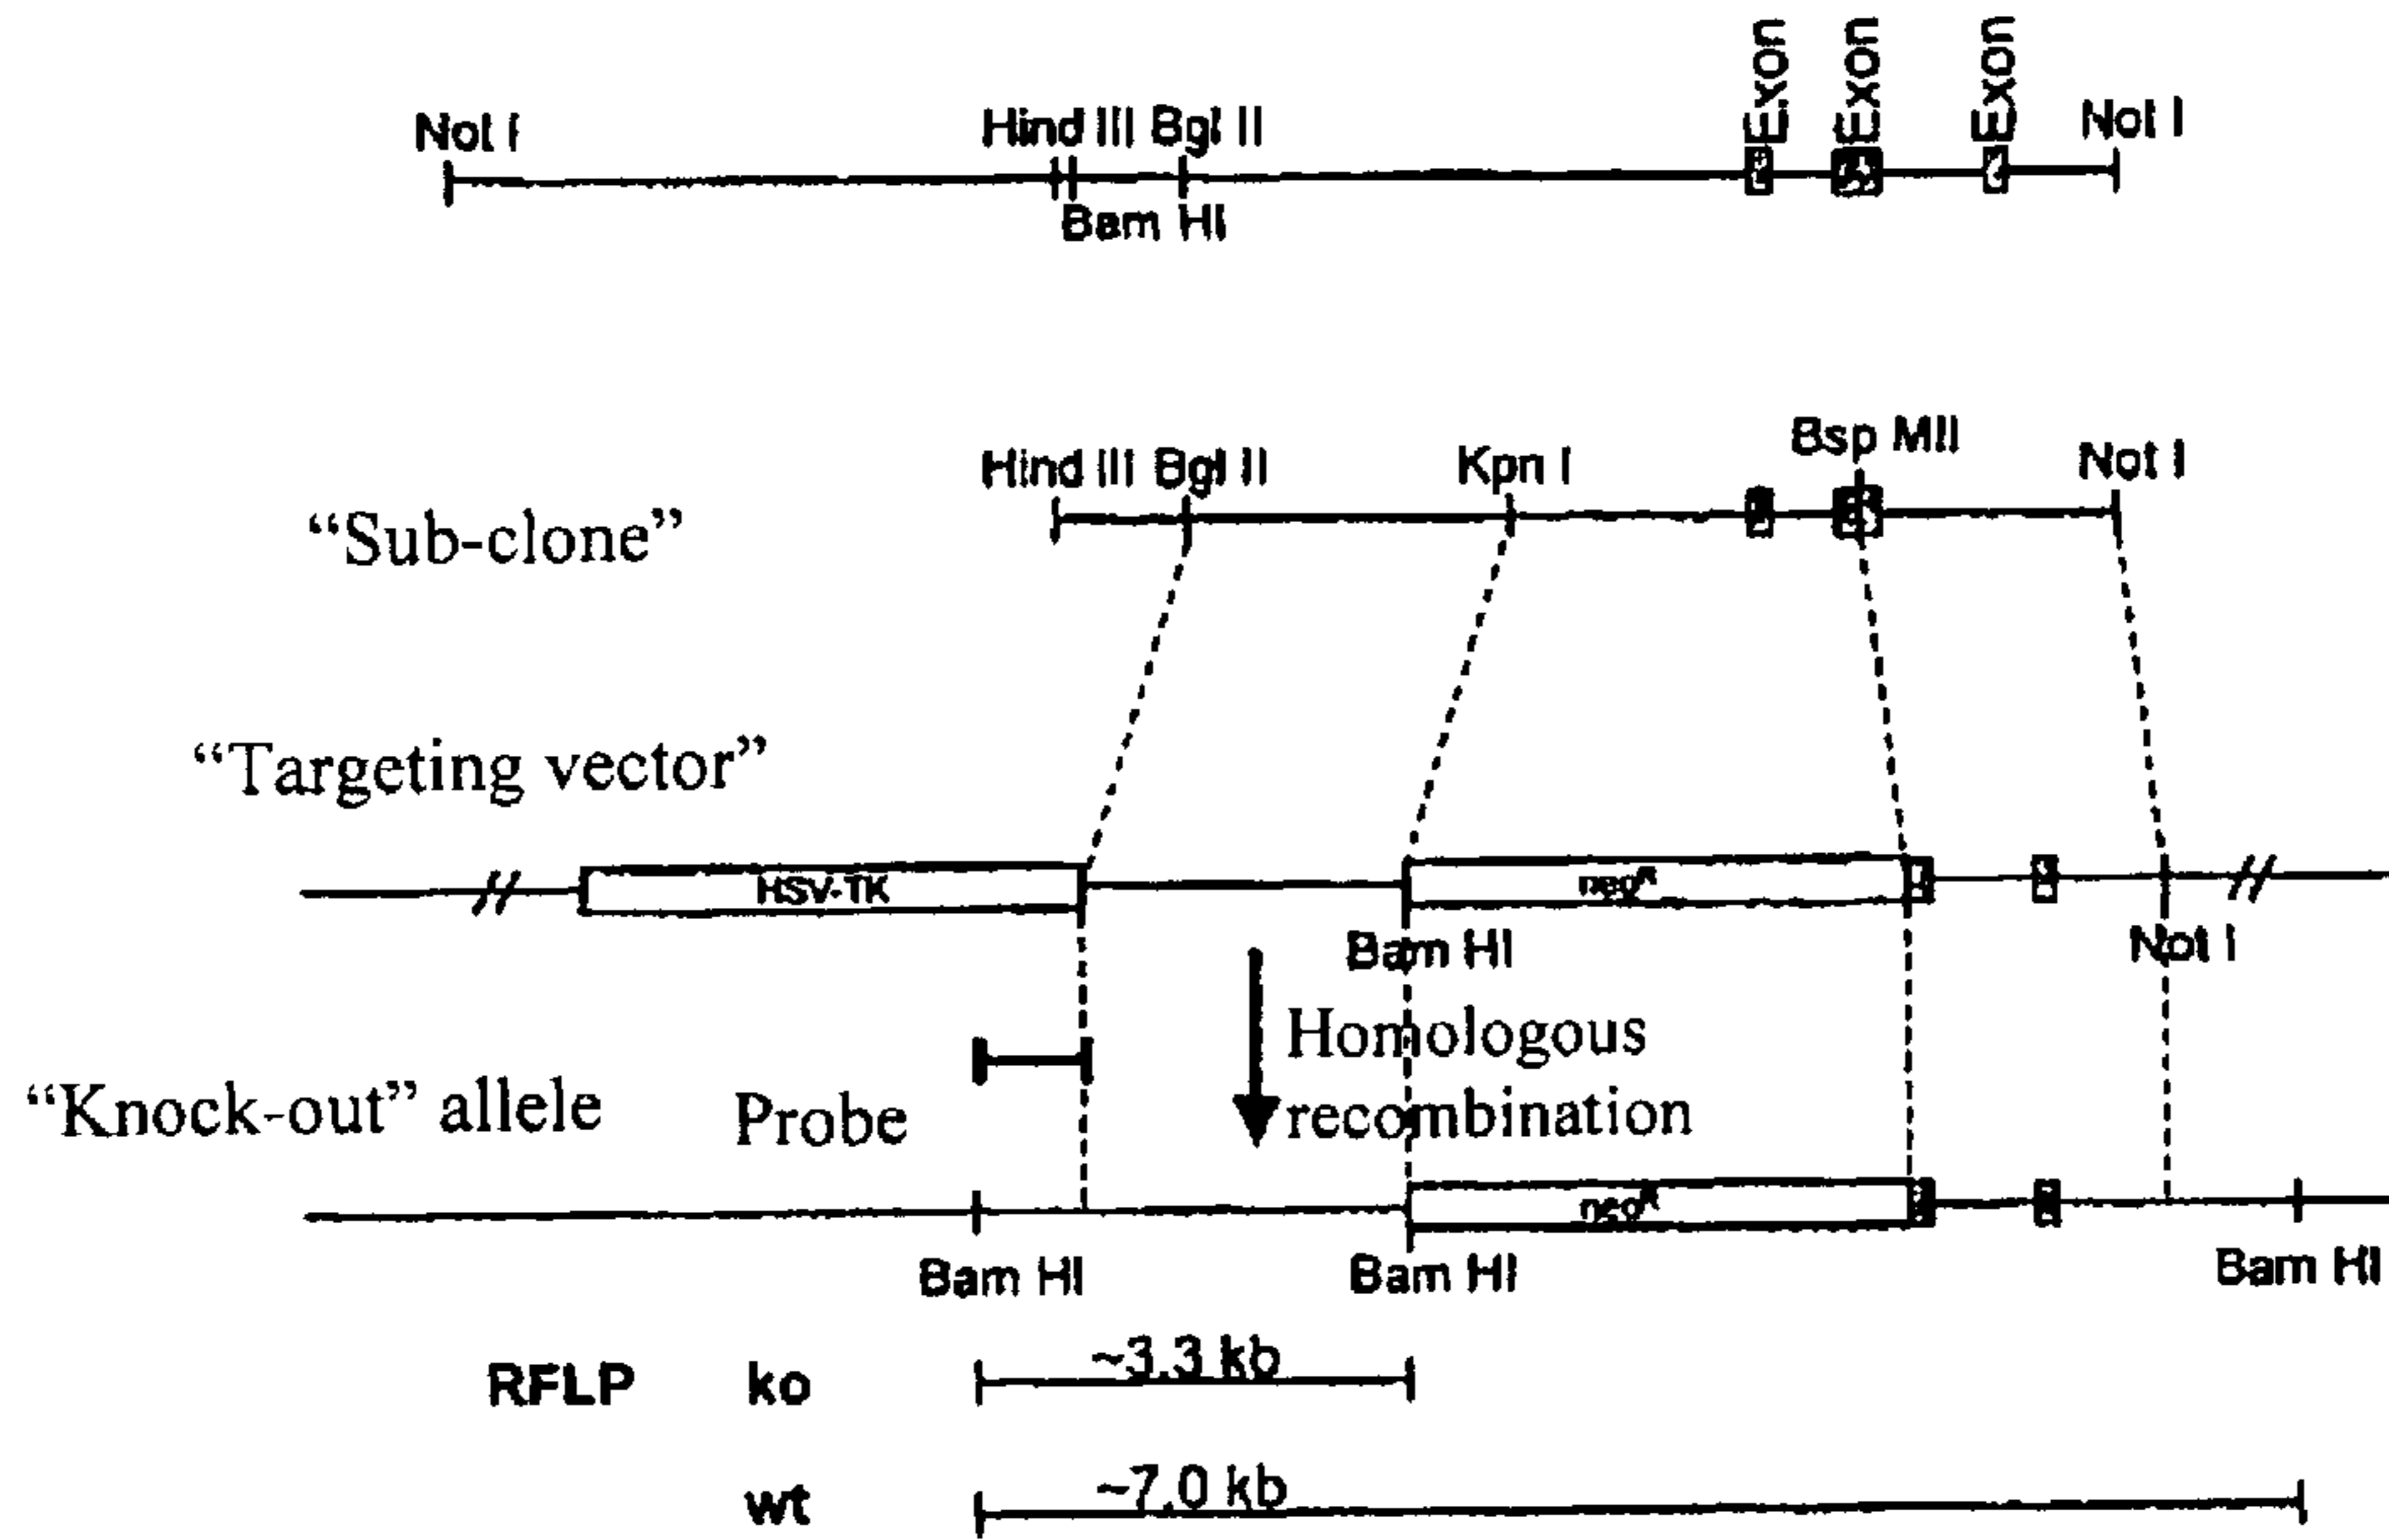 Exon Exon Exon
Not I Hind III Bgl II Not I
Bam HI
Bsp MII
Hind III Bgl II Kpn I Not I
“Sub-clone”
“Targeting vector”
HSV-TK neoR
Bam HI Not I
Homologous
“Knock-out” allele Probe recombination
neoR
Bam HI Bam HI Bam HI
RFLP ko ~3.3 kb
wt ~7.0 kb